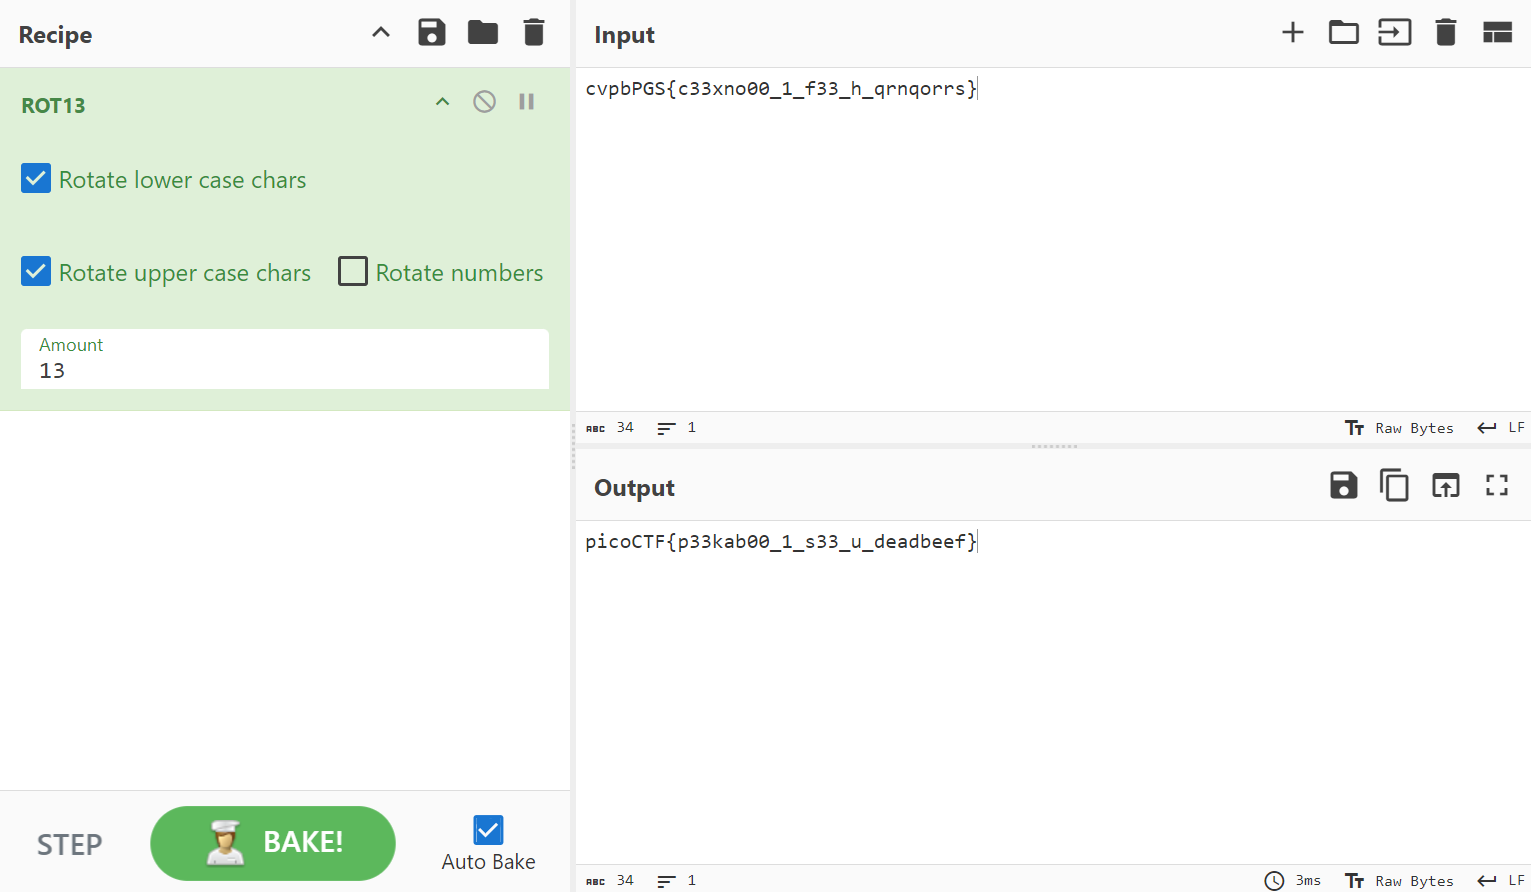 Recipe
ROT13
Rotate lower case chars
Rotate upper case chars
Rotate numbers
Amount
13
STEP
BAKE!
Auto Bake
Input
cvpbPGS{c33xno00_1_f33_h_qrnqorrs}
ABC 34 1 Raw Bytes LF
Output
picoCTF{p33kab00_1_s33_u_deadbeef}
ABC 34 1 3ms Raw Bytes LF